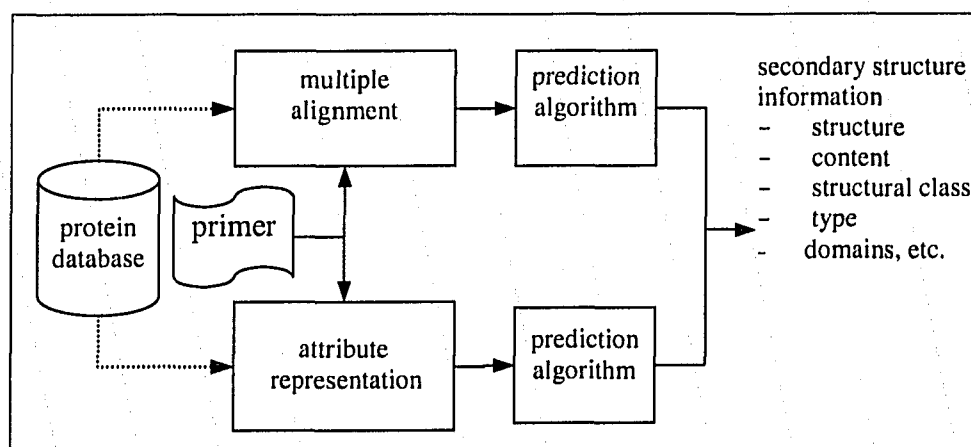 multiple
alignment
prediction
algorithm
secondary structure
information
- structure
- content
- structural class
- type
- domains, etc.
protein
database
primer
attribute
representation
prediction
algorithm